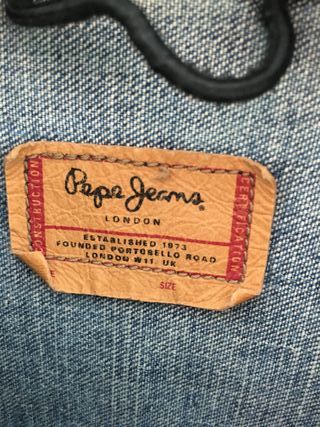 Pepe Jeans
LONDON
ESTABLISHED 1973
FOUNDED PORTOBELLO ROAD
LONDON W11. UK
SIZE
CONSTRUCTION
CERTIFICATION